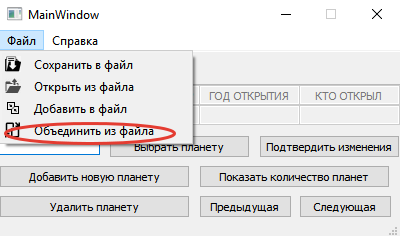 MainWindow
Файл Справка
Сохранить в файл
Открыть из файла
Добавить в файл
Объединить из файла
ГОД ОТКРЫТИЯ КТО ОТКРЫЛ
Выбрать планету Подтвердить изменения
Добавить новую планету Показать количество планет
Удалить планету Предыдущая Следующая